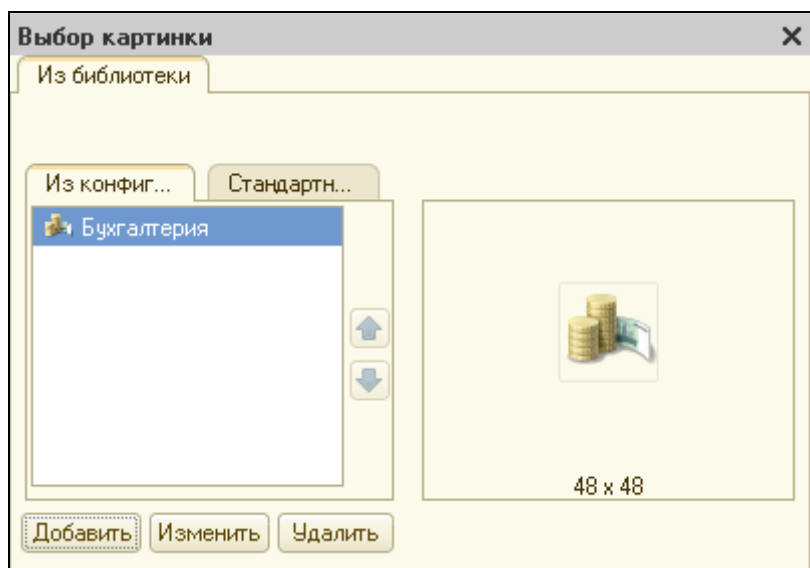 Выбор картинки
Из библиотеки
Из конфиг... Стандартн...
Бухгалтерия
48 x 48
Добавить Изменить Удалить